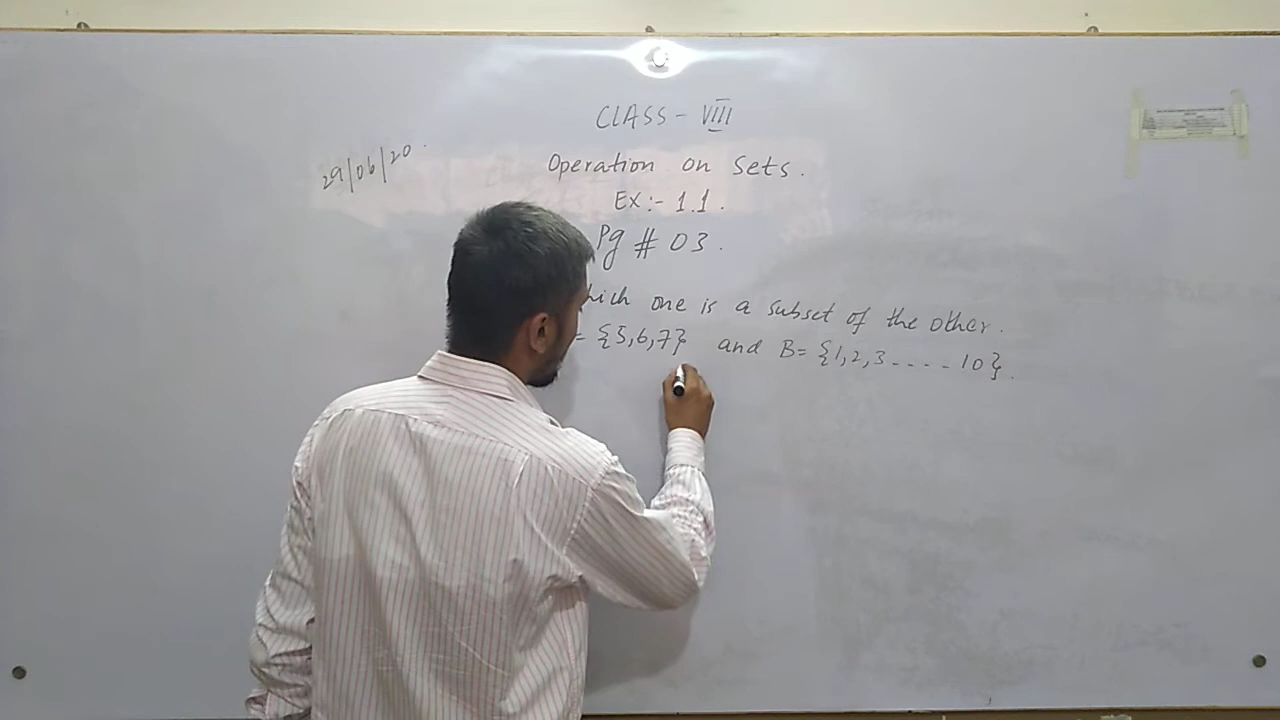 CLASS - VIII
29/06/20.
Operation on sets.
EX:- 1.1.
Pg # 03.
one is a subset of the other.
= {5,6,7} and B= {1,2,3 - - - - 10}.